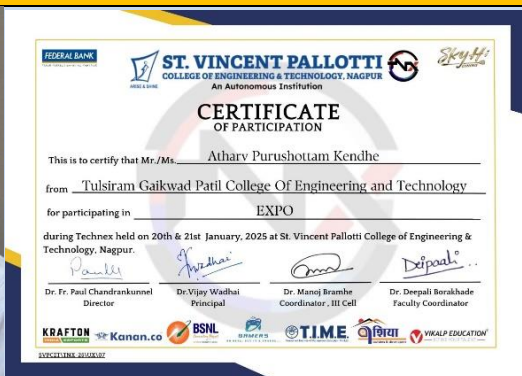 FEDERAL BANK
ST. VINCENT PALLOTTI
COLLEGE OF ENGINEERING & TECHNOLOGY, NAGPUR
An Autonomous Institution
RISE & SHINE
CERTIFICATE
OF PARTICIPATION
This is to certify that Mr./Ms. Atharv Purushottam Kendhe
from Tulsiram Gaikwad Patil College Of Engineering and Technology
for participating in EXPO
during Technex held on 20th & 21st January, 2025 at St. Vincent Pallotti College of Engineering &
Technology, Nagpur.
Dr. Fr. Paul Chandrankunnel Dr.Vijay Wadhai Dr. Manoj Bramhe Dr. Deepali Borakhade
Director Principal Coordinator , III Cell Faculty Coordinator
KRAFTON Kanan.co BSNL GAMERS T.I.M.E. VIKALP EDUCATION